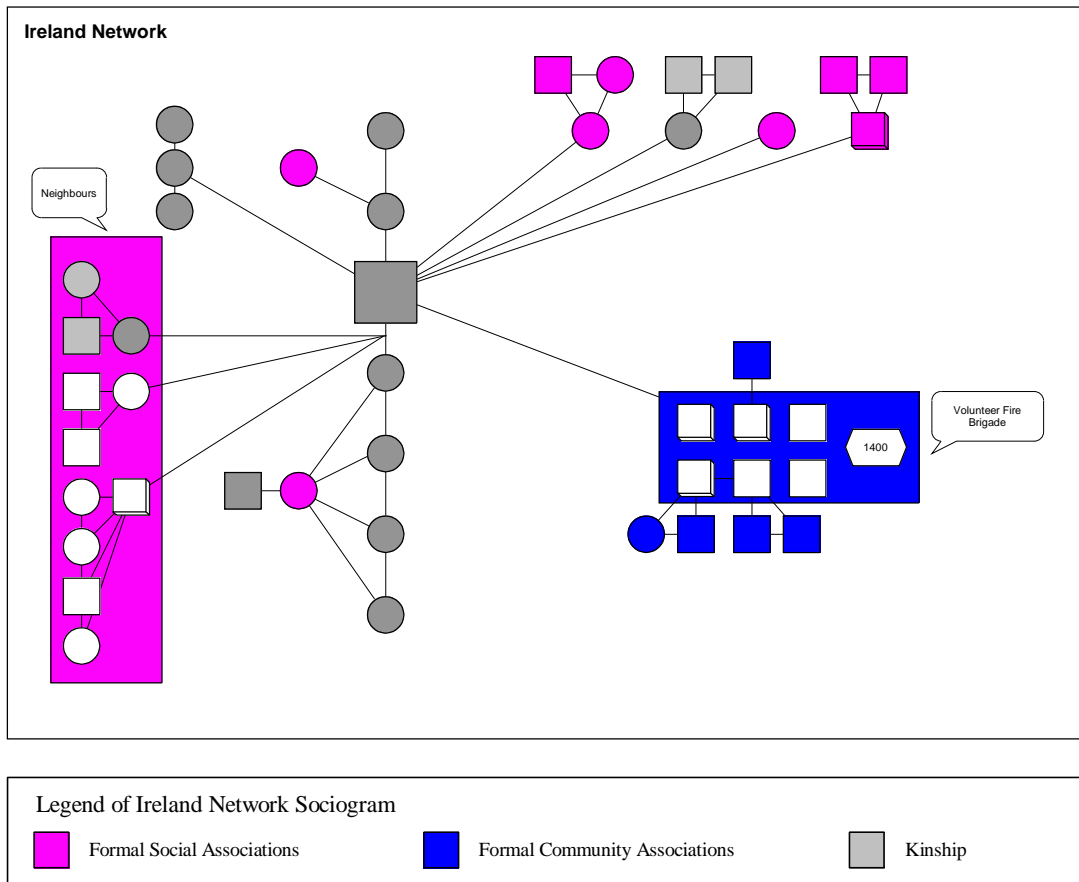 Ireland Network
Neighbours
Volunteer Fire
Brigade
1400
Legend of Ireland Network Sociogram
Formal Social Associations
Formal Community Associations
Kinship